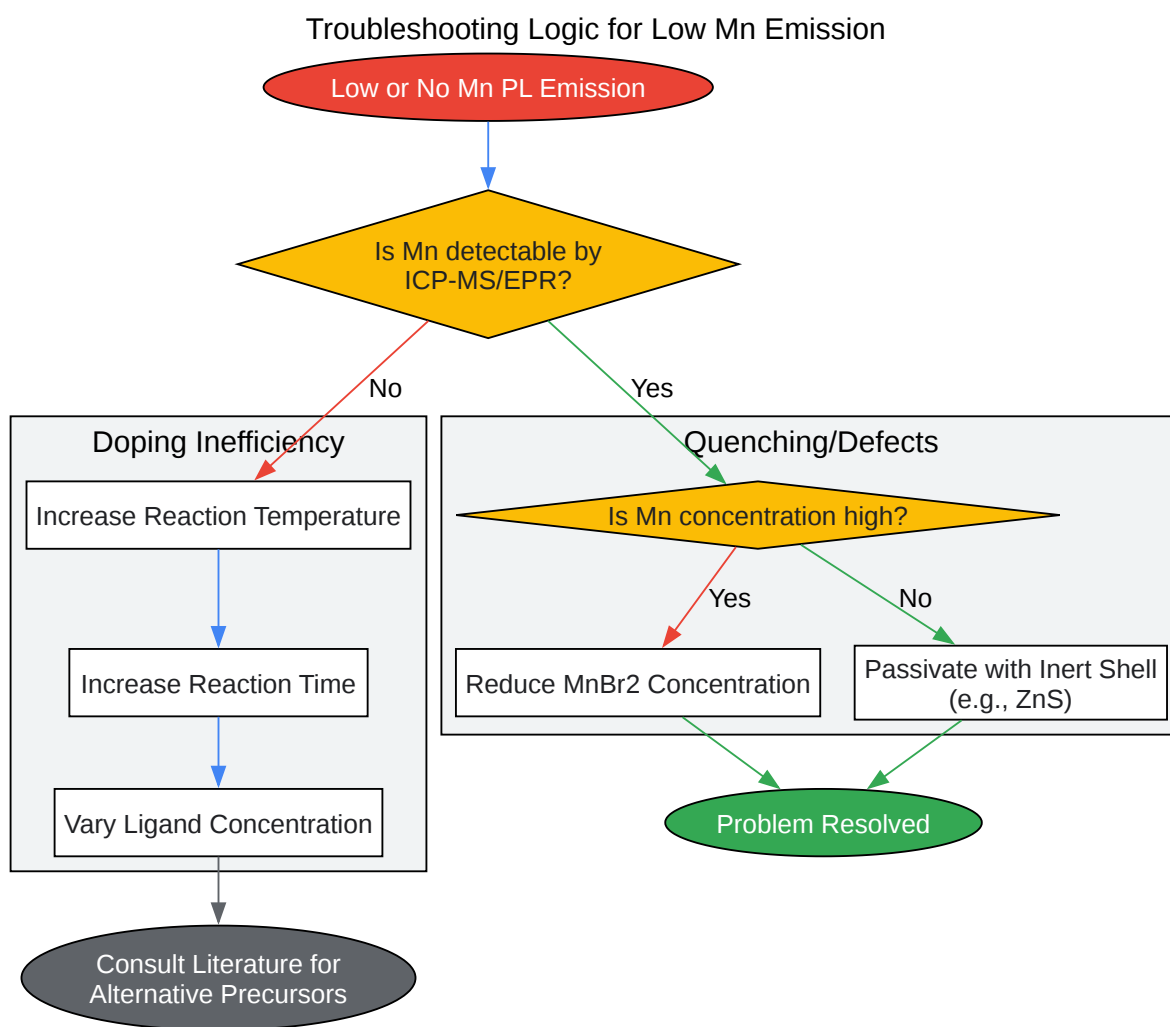 Troubleshooting Logic for Low Mn Emission
Low or No Mn PL Emission
Is Mn detectable by
ICP-MS/EPR?
No
Yes
Doping Inefficiency
Increase Reaction Temperature
Increase Reaction Time
Vary Ligand Concentration
Consult Literature for
Alternative Precursors
Quenching/Defects
Is Mn concentration high?
Yes
No
Reduce MnBr2 Concentration
Passivate with Inert Shell
(e.g., ZnS)
Problem Resolved